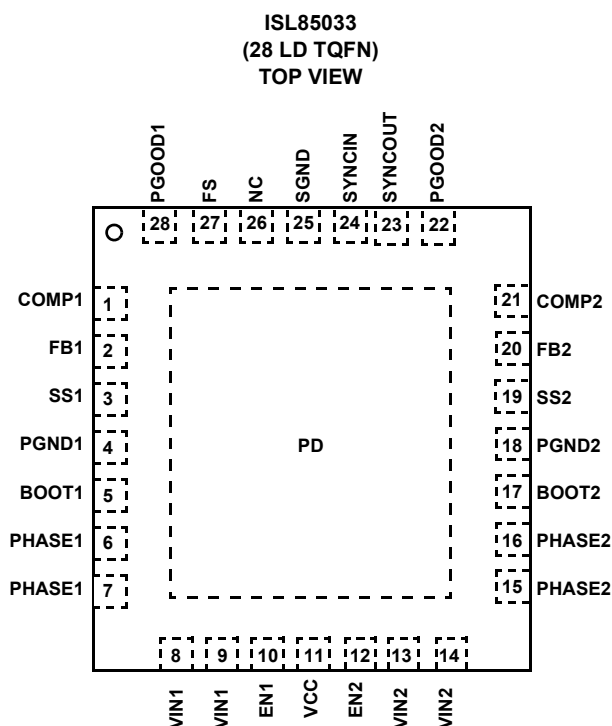 ISL85033
(28 LD TQFN)
TOP VIEW
PGOOD1
FS
NC
SGND
SYNCIN
SYNCOUT
PGOOD2
28 27 26 25 24 23 22
COMP1 1 21 COMP2
FB1 2 20 FB2
SS1 3 19 SS2
PGND1 4 PD 18 PGND2
BOOT1 5 17 BOOT2
PHASE1 6 16 PHASE2
PHASE1 7 15 PHASE2
8 9 10 11 12 13 14
VIN1
VIN1
EN1
VCC
EN2
VIN2
VIN2